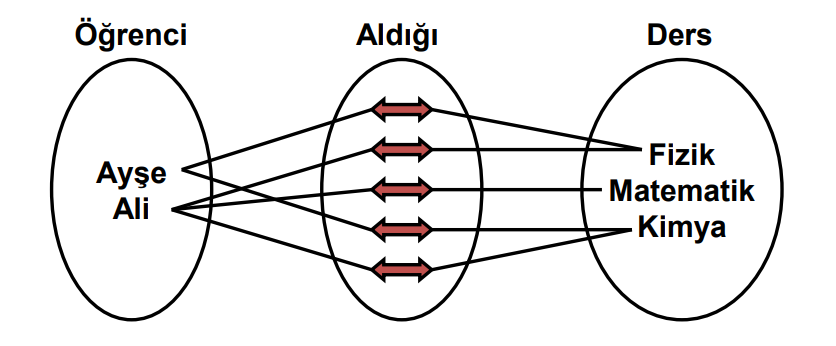 Öğrenci
Aldığı
Ders
Ayşe
Ali
Fizik
Matematik
Kimya